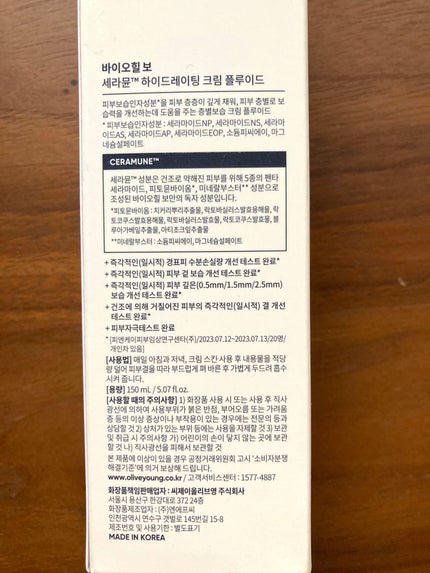 바이오힐 보
세라뮨™ 하이드레이팅 크림 플루이드
피부보습인자성분*을 피부 층층이 깊게 채워, 피부 층별로 보
습력을 개선하는데 도움을 주는 층별보습 크림 플루이드
* 피부보습인자성분 : 세라마이드NP, 세라마이드NS, 세라마
이드AS, 세라마이드AP, 세라마이드EOP, 소듐피씨에이, 마그
네슘설페이트
CERAMUNE™
세라뮨™ 성분은 건조로 약해진 피부를 위해 5종의 펜타
세라마이드, 피토뮨바이옴*, 미네랄부스터** 성분으로
조성된 바이오힐 보만의 독자 성분입니다.
*피토뮨바이옴 : 치커리뿌리추출물, 락토바실러스발효용해물, 락
토코쿠스발효용해물, 락토바실러스발효물, 락토코쿠스발효물, 블
루아가베잎추출물, 아티초크잎추출물
**미네랄부스터 : 소듐피씨에이, 마그네슘설페이트
+ 즉각적인(일시적) 경표피 수분손실량 개선 테스트 완료*
+ 즉각적인(일시적) 피부 겉 보습 개선 테스트 완료*
+ 즉각적인(일시적) 피부 깊은(0.5mm/1.5mm/2.5mm)
보습 개선 테스트 완료*
+ 건조에 의해 거칠어진 피부의 즉각적인(일시적) 결 개선
테스트 완료*
+ 피부자극테스트 완료
* [피엔케이피부임상연구센타(주)/2023.07.12~2023.07.13/20명/
개인차 있음]
[사용법] 매일 아침과 저녁, 크림 스킨 사용 후 내용물을 적당
량 덜어 피부결을 따라 부드럽게 펴 바른 후 가볍게 두드려 흡수
시켜 줍니다.
[용량] 150 mL / 5.07 fl.oz.
[사용할 때의 주의사항] 1) 화장품 사용 시 또는 사용 후 직사
광선에 의하여 사용부위가 붉은 반점, 부어오름 또는 가려움
증 등의 이상 증상이나 부작용이 있는 경우에는 전문의 등과
상담할 것 2) 상처가 있는 부위 등에는 사용을 자제할 것 3) 보관
및 취급 시 주의사항 가) 어린이의 손이 닿지 않는 곳에 보관
할 것 나) 직사광선을 피해서 보관할 것
본 제품에 이상이 있을 경우 공정거래위원회 고시 '소비자분쟁
해결기준'에 의거 보상해 드립니다.
www.oliveyoung.co.kr / 고객서비스센터 : 1577-4887
화장품책임판매업자 : 씨제이올리브영 주식회사
서울시 용산구 한강대로 372 24층
화장품제조업자 : (주)엔에프씨
인천광역시 연수구 갯벌로 145번길 15-8
제조번호 및 사용기한 : 별도표기
MADE IN KOREA